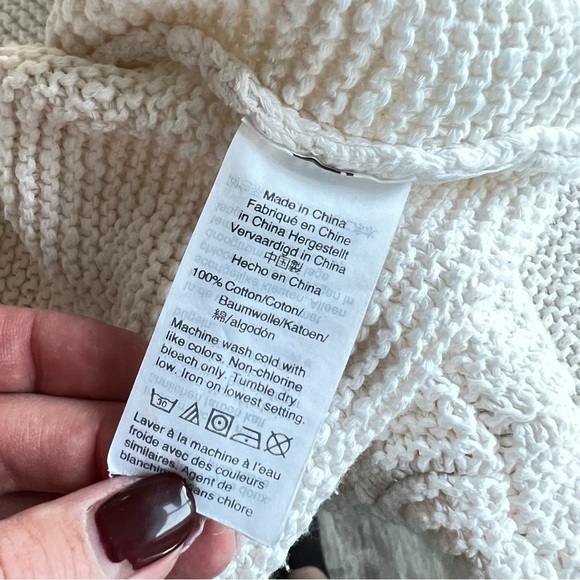 Made in China
Fabriqué en Chine
in China Hergestellt
Vervaardigd in China
中国製
Hecho en China
100% Cotton/Coton/
Baumwolle/Katoen/
綿/algodón
Machine wash cold with
like colors. Non-chlorine
bleach only. Tumble dry
low. Iron on lowest setting.
30
Laver à la machine à l'eau
froide avec des couleurs
similaires. Agent de
sans chlore